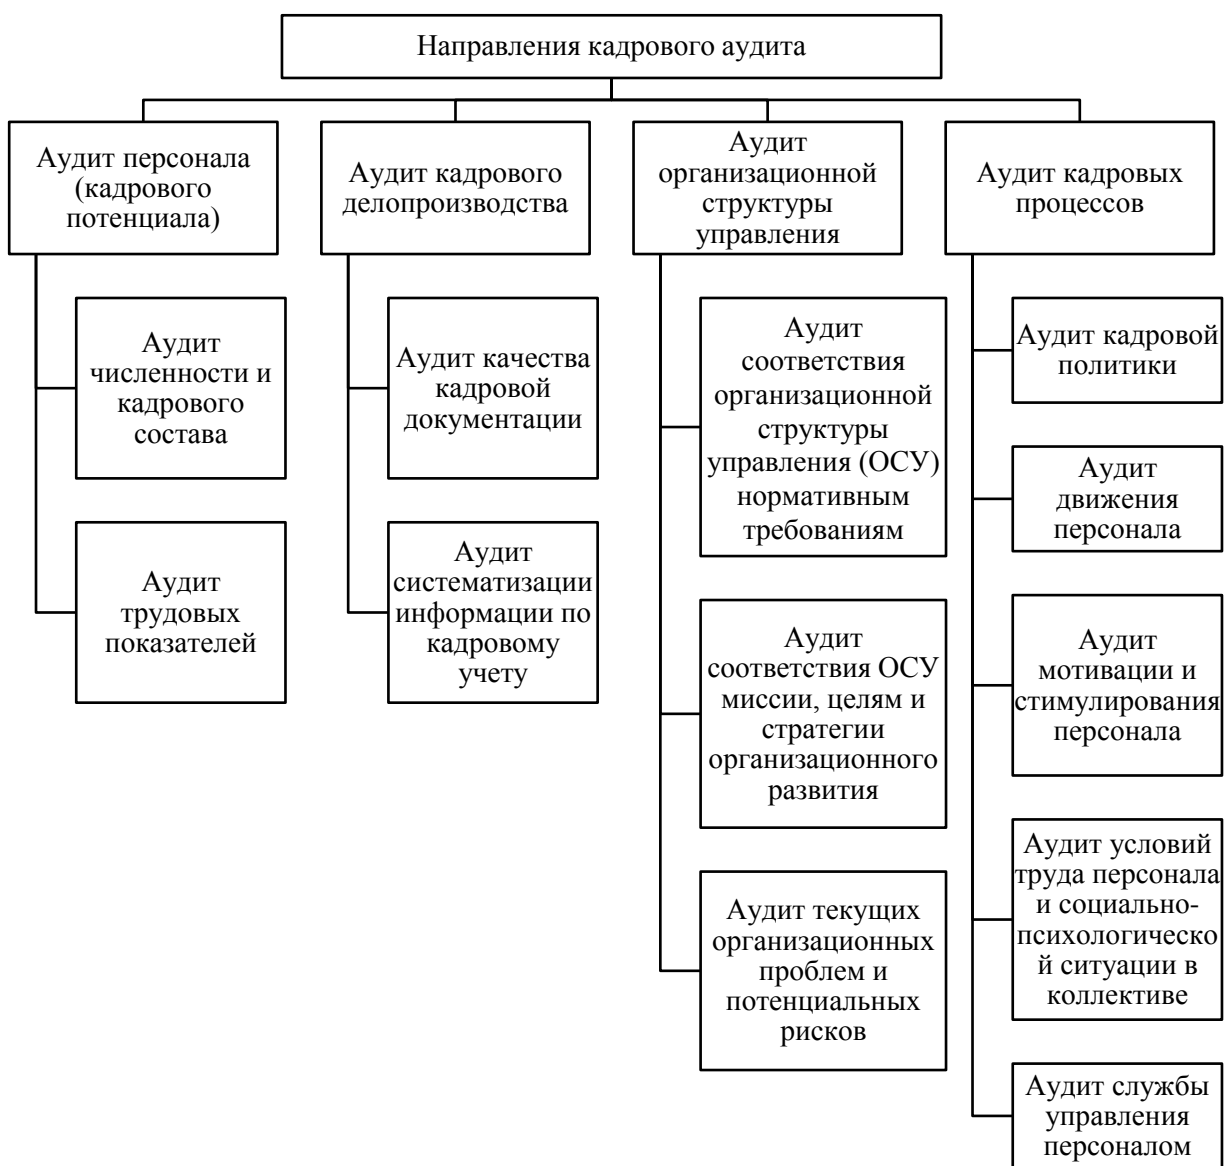 Направления кадрового аудита
Аудит персонала
(кадрового
потенциала)
Аудит кадрового
делопроизводства
Аудит
организационной
структуры
управления
Аудит кадровых
процессов
Аудит
численности и
кадрового
состава
Аудит
трудовых
показателей
Аудит качества
кадровой
документации
Аудит
систематизации
информации по
кадровому
учету
Аудит
соответствия
организационной
структуры
управления (ОСУ)
нормативным
требованиям
Аудит
соответствия ОСУ
миссии, целям и
стратегии
организационного
развития
Аудит текущих
организационных
проблем и
потенциальных
рисков
Аудит кадровой
политики
Аудит
движения
персонала
Аудит
мотивации и
стимулирования
персонала
Аудит условий
труда персонала
и социально-
психологическо
й ситуации в
коллективе
Аудит службы
управления
персоналом